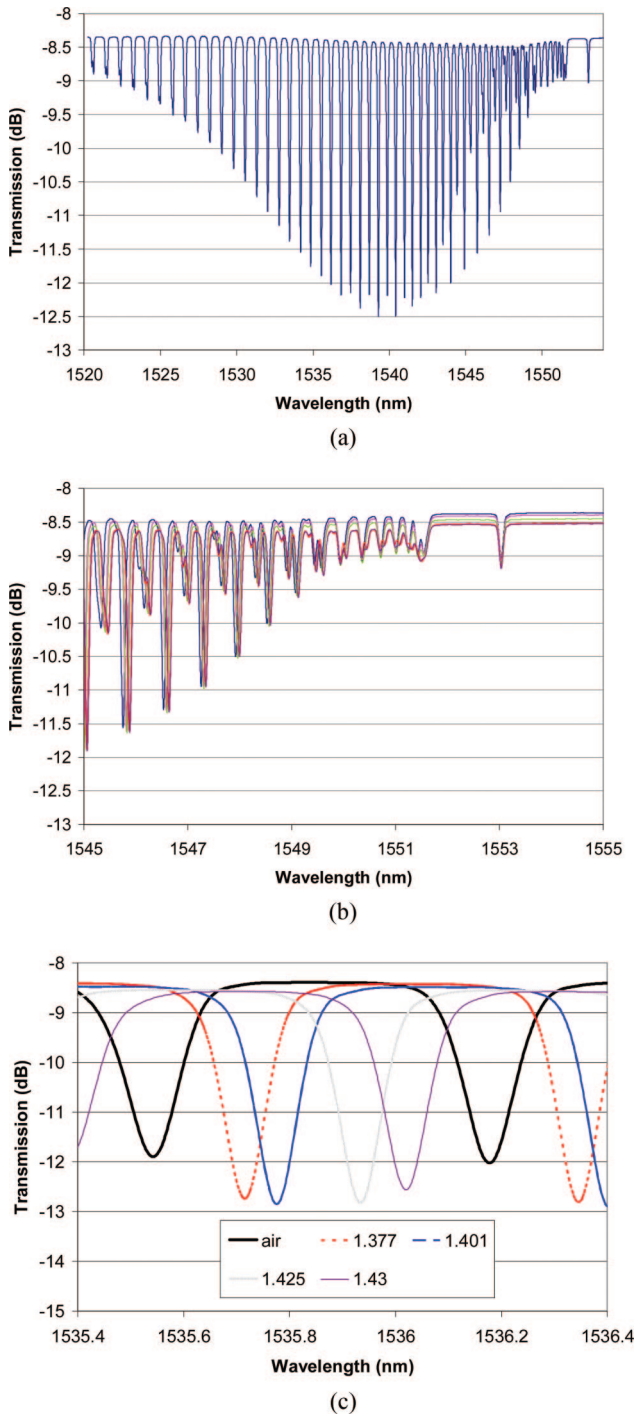 -8
-8.5
-9
-9.5
-10
-10.5
-11
-11.5
-12
-12.5
-13
Transmission (dB)
1520 1525 1530 1535 1540 1545 1550
Wavelength (nm)
(a)
-8
-8.5
-9
-9.5
-10
-10.5
-11
-11.5
-12
-12.5
-13
Transmission (dB)
1545 1547 1549 1551 1553 1555
Wavelength (nm)
(b)
-8
-9
-10
-11
-12
-13
-14
-15
Transmission (dB)
air 1.377 1.401
1.425 1.43
1535.4 1535.6 1535.8 1536 1536.2 1536.4
Wavelength (nm)
(c)